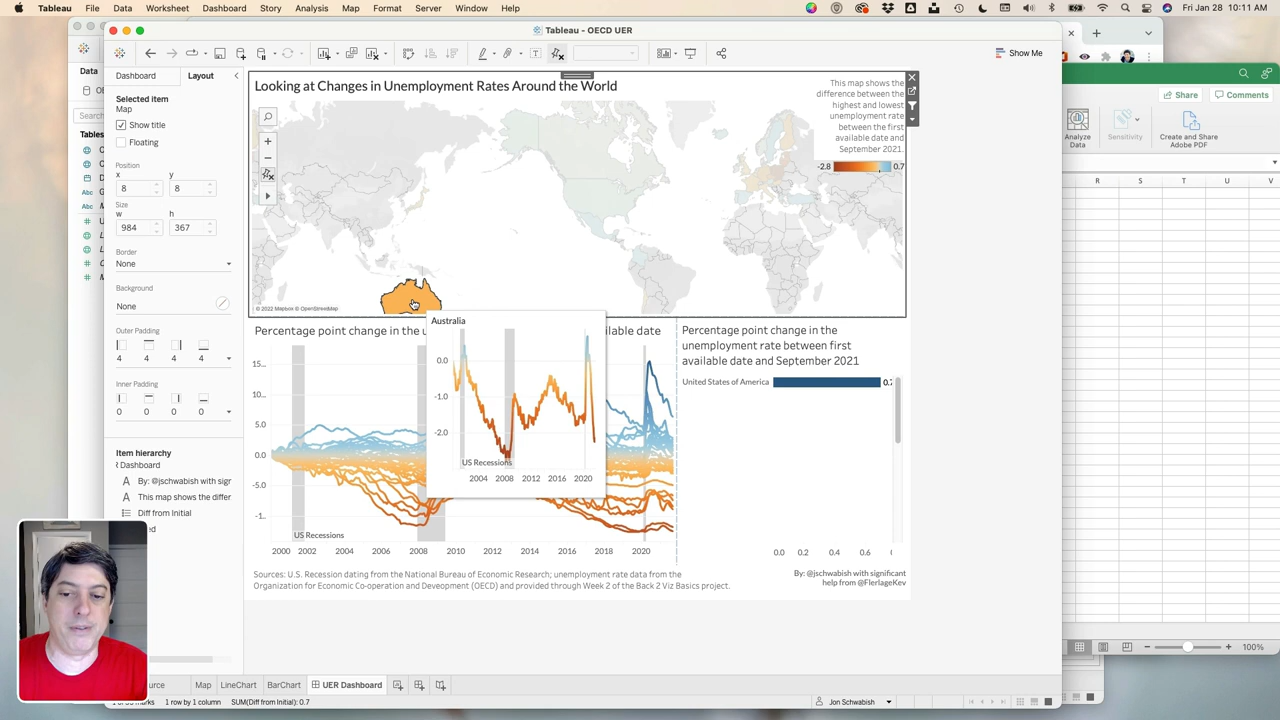 Tableau Data Worksheet Dashboard Story Analysis Map Format Server Window Help
Fri Jan 28 10:11 AM
Tableau - OECD UER
Show Me
Share
Comments
Analyze
Data
Sensitivity
Create and Share
Adobe PDF
R S T U V
Data
Search
Tables
Abc
Abc
Dashboard
Layout
Selected item
Map
Show title
Floating
Position
x y
8 8
Size
w h
984 367
Border
None
Background
None
Outer Padding
4 4 4 4
Inner Padding
0 0 0 0
Item hierarchy
Dashboard
By: @jschwabish with sigr
This map shows the differ
Diff from Initial
Looking at Changes in Unemployment Rates Around the World
This map shows the
difference between the
highest and lowest
unemployment rate
between the first
available date and
September 2021.
-2.8 0.7
© 2022 Mapbox © OpenStreetMap
Percentage point change in the u
ilable date
15...
10...
5.0
0.0
-5.0
-1..
US Recessions
2000 2002 2004 2006 2008 2010 2012 2014 2016 2018 2020
Australia
0.0
-1.0
-2.0
US Recessions
2004 2008 2012 2016 2020
Percentage point change in the
unemployment rate between first
available date and September 2021
United States of America
0.0 0.2 0.4 0.6
Sources: U.S. Recession dating from the National Bureau of Economic Research; unemployment rate data from the
Organization for Economic Co-operation and Deveopment (OECD) and provided through Week 2 of the Back 2 Viz Basics project.
By: @jschwabish with significant
help from @FlerlageKev
urce Map LineChart BarChart UER Dashboard
1 row by 1 column SUM(Diff from Initial): 0.7
Jon Schwabish
100%